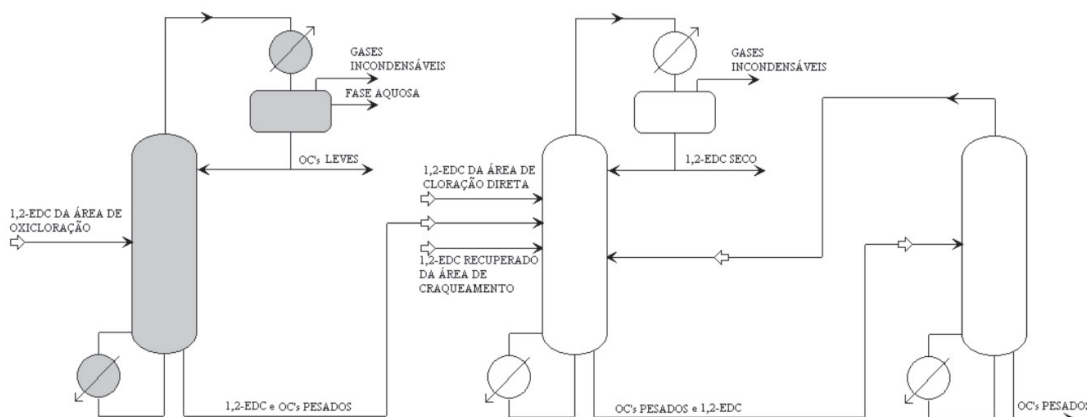 GASES
INCONDENSÁVEIS
FASE AQUOSA
OC's LEVES
1,2-EDC DA ÁREA DE
OXICLORAÇÃO
1,2-EDC e OC's PESADOS
GASES
INCONDENSÁVEIS
1,2-EDC SECO
1,2-EDC DA ÁREA DE
CLORAÇÃO DIRETA
1,2-EDC RECUPERADO
DA ÁREA DE
CRAQUEAMENTO
OC's PESADOS e 1,2-EDC
OC's PESADOS